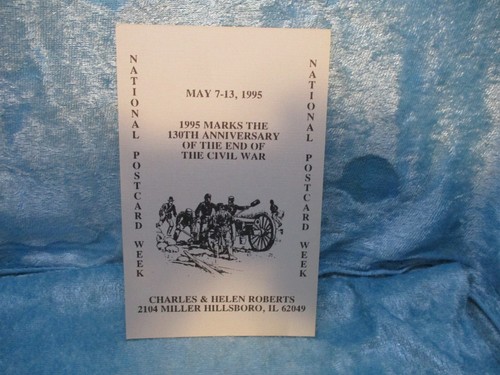 NATIONAL POSTCARD WEEK
MAY 7-13, 1995
1995 MARKS THE
130TH ANNIVERSARY
OF THE END OF
THE CIVIL WAR
CHARLES & HELEN ROBERTS
2104 MILLER HILLSBORO, IL 62049
NATIONAL POSTCARD WEEK